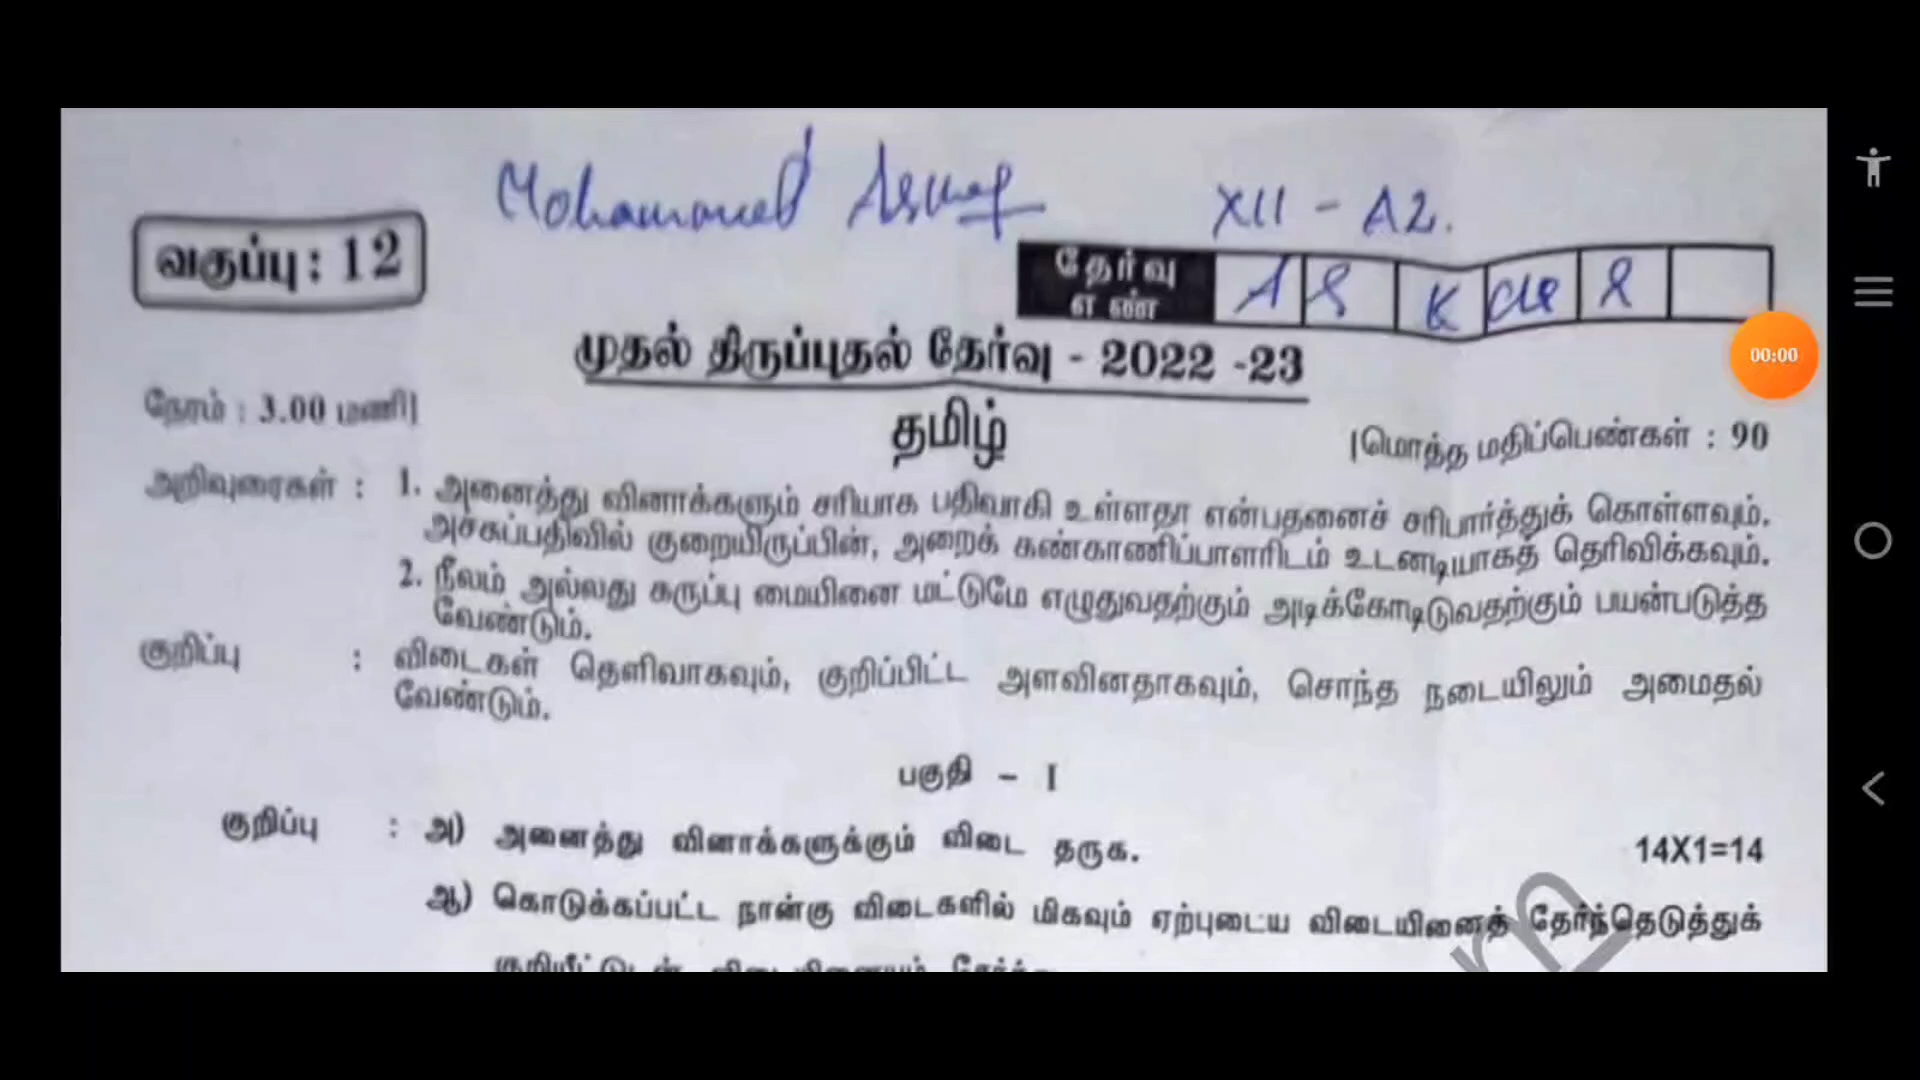 Mohammed XII - A2.
வகுப்பு : 12
தேர்வு எண் A S K R
முதல் திருப்புதல் தேர்வு - 2022 -23
00:00
நேரம் : 3.00 மணி]
தமிழ்
[மொத்த மதிப்பெண்கள் : 90
அறிவுரைகள் : 1. அனைத்து வினாக்களும் சரியாக பதிவாகி உள்ளதா என்பதனைச் சரிபார்த்துக் கொள்ளவும்.
அச்சுப்பதிவில் குறையிருப்பின், அறைக் கண்காணிப்பாளரிடம் உடனடியாகத் தெரிவிக்கவும்.
2. நீலம் அல்லது கருப்பு மையினை மட்டுமே எழுதுவதற்கும் அடிக்கோடிடுவதற்கும் பயன்படுத்த
வேண்டும்.
குறிப்பு : விடைகள் தெளிவாகவும், குறிப்பிட்ட அளவினதாகவும், சொந்த நடையிலும் அமைதல்
வேண்டும்.
பகுதி - I
குறிப்பு : அ) அனைத்து வினாக்களுக்கும் விடை தருக. 14X1=14
ஆ) கொடுக்கப்பட்ட நான்கு விடைகளில் மிகவும் ஏற்புடைய விடையினைத் தேர்ந்தெடுத்துக்